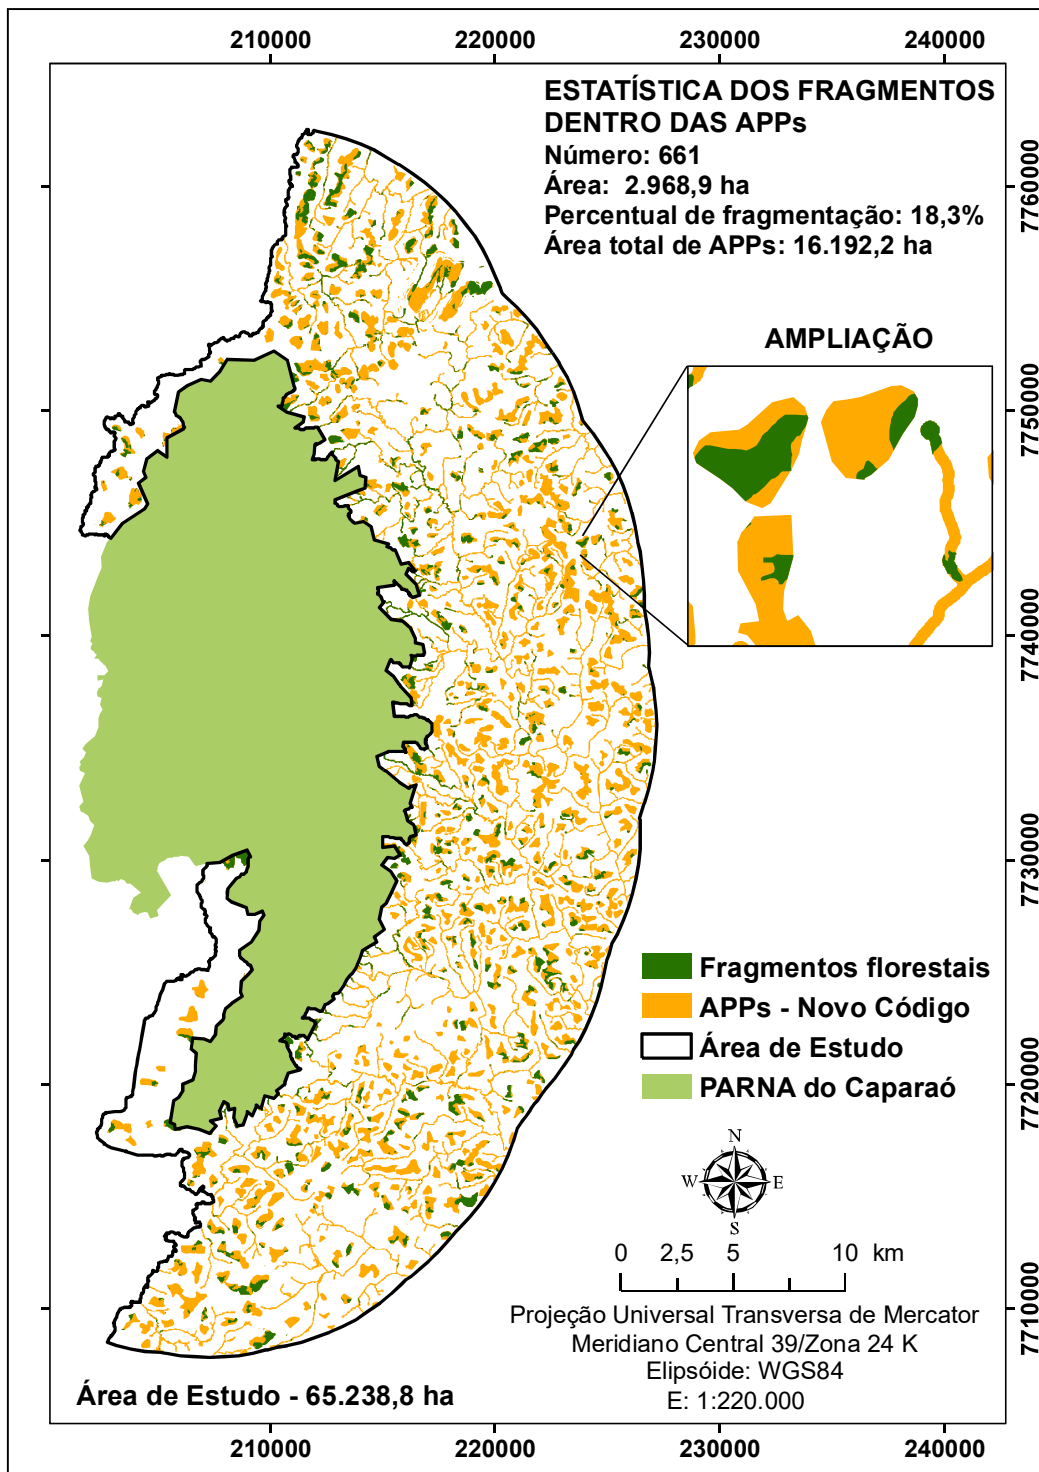 210000 220000 230000 240000
ESTATÍSTICA DOS FRAGMENTOS
DENTRO DAS APPs
Número: 661
Área: 2.968,9 ha
Percentual de fragmentação: 18,3%
Área total de APPs: 16.192,2 ha
AMPLIAÇÃO
7760000
7750000
7740000
7730000
7720000
7710000
Fragmentos florestais
APPs - Novo Código
Área de Estudo
PARNA do Caparaó
N
W E
S
0 2,5 5 10 km
Projeção Universal Transversa de Mercator
Meridiano Central 39/Zona 24 K
Elipsóide: WGS84
E: 1:220.000
Área de Estudo - 65.238,8 ha
210000 220000 230000 240000